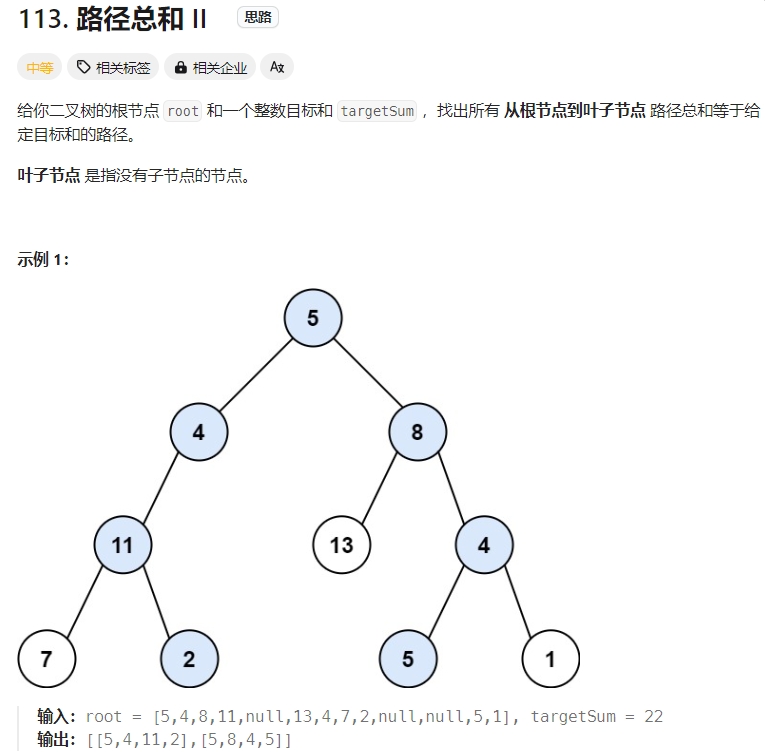 113. 路径总和 II 思路
中等 相关标签 相关企业 Aあ
给你二叉树的根节点 root 和一个整数目标和 targetSum ，找出所有 从根节点到叶子节点 路径总和等于给
定目标和的路径。
叶子节点 是指没有子节点的节点。
示例 1：
5
4 8
11 13 4
7 2 5 1
输入：root = [5,4,8,11,null,13,4,7,2,null,null,5,1], targetSum = 22
输出：[[5,4,11,2],[5,8,4,5]]